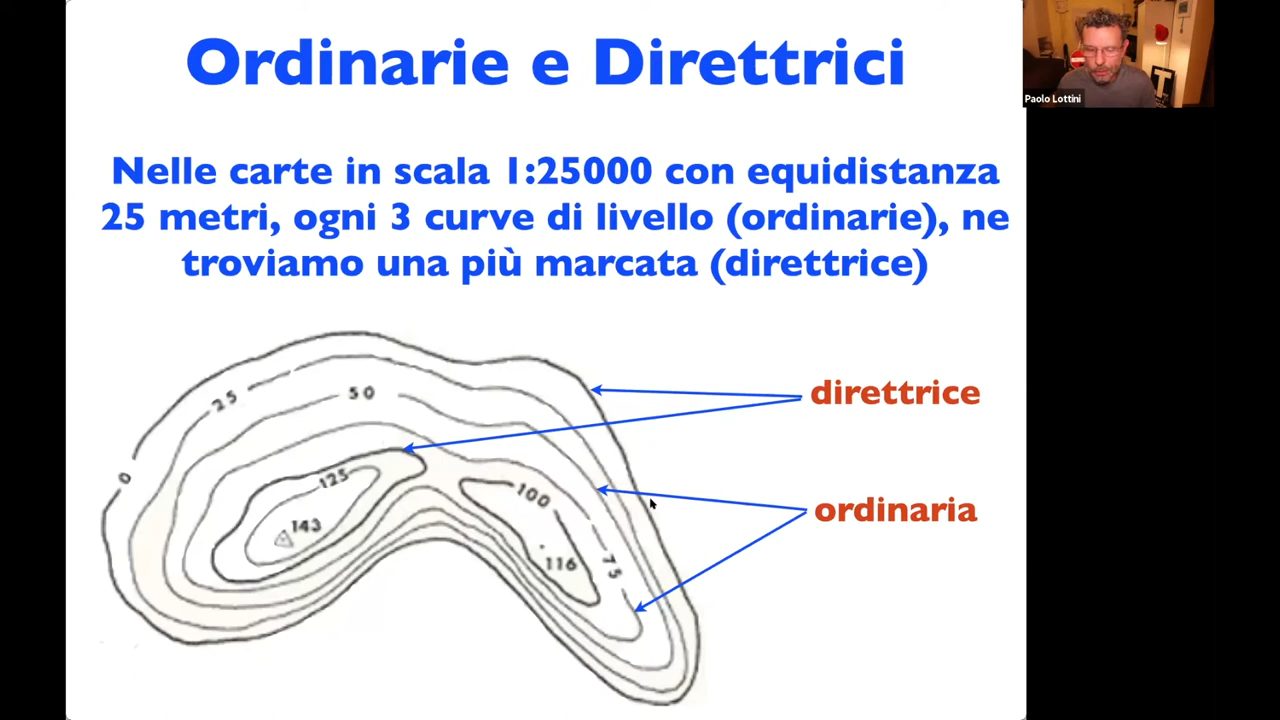 Ordinarie e Direttrici
Paolo Lottini
Nelle carte in scala 1:25000 con equidistanza
25 metri, ogni 3 curve di livello (ordinarie), ne
troviamo una più marcata (direttrice)
25
50
direttrice
0
125
100
ordinaria
143
116
75
T